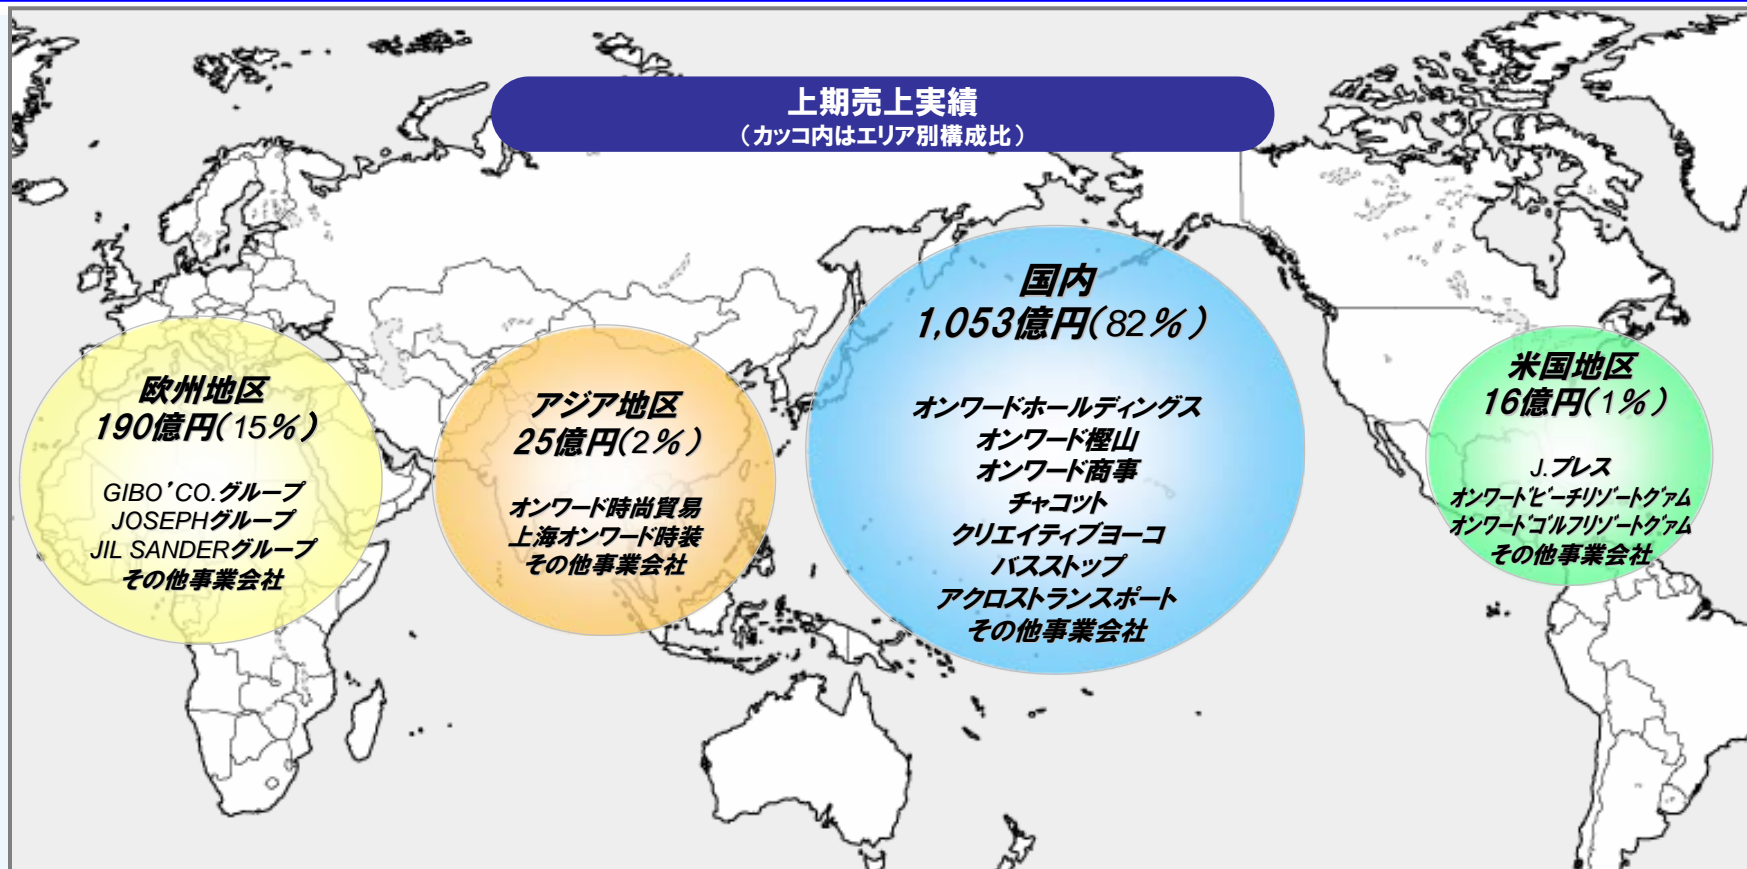 上期売上実績
(カッコ内はエリア別構成比)
欧州地区
190億円(15%)
GIBO'CO.グループ
JOSEPHグループ
JIL SANDERグループ
その他事業会社
アジア地区
25億円(2%)
オンワード時尚貿易
上海オンワード時装
その他事業会社
国内
1,053億円(82%)
オンワードホールディングス
オンワード樫山
オンワード商事
チャコット
クリエイティブヨーコ
バスストップ
アクロストランスポート
その他事業会社
米国地区
16億円(1%)
J.プレス
オンワードビーチリゾートグァム
オンワードゴルフリゾートグァム
その他事業会社